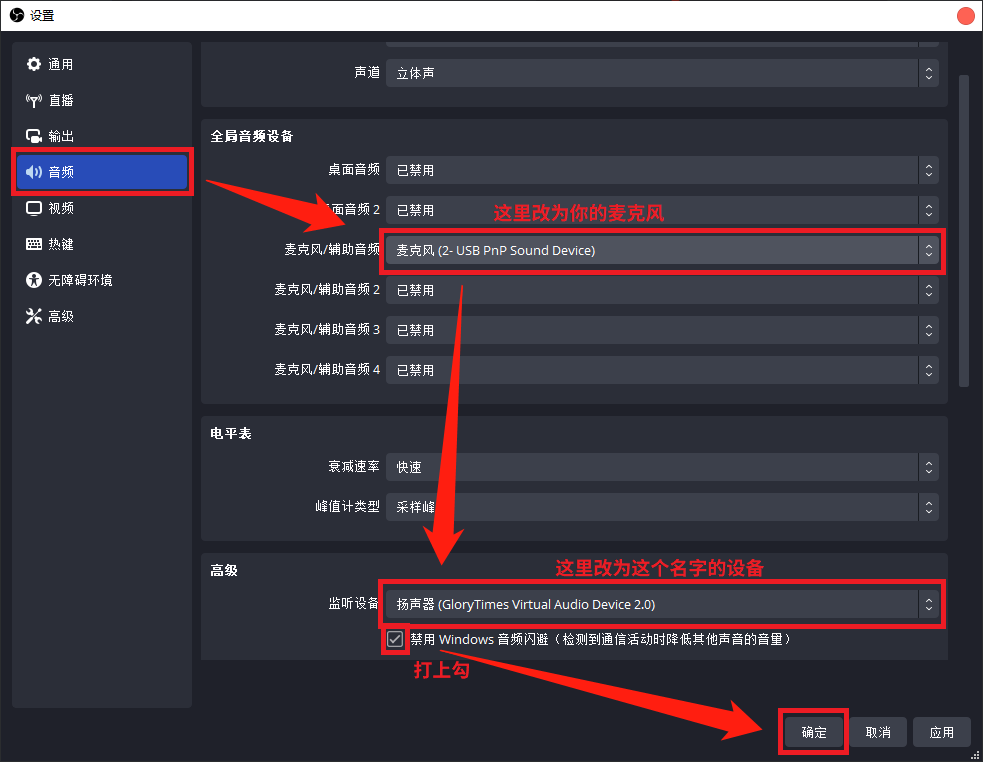 设置
通用
直播
输出
音频
视频
热键
无障碍环境
高级
声道 立体声
全局音频设备
桌面音频 已禁用
面音频 2 已禁用
这里改为你的麦克风
麦克风/辅助音频 麦克风 (2- USB PnP Sound Device)
麦克风/辅助音频 2 已禁用
麦克风/辅助音频 3 已禁用
麦克风/辅助音频 4 已禁用
电平表
衰减速率 快速
峰值计类型 采样峰
高级
这里改为这个名字的设备
监听设备 扬声器 (GloryTimes Virtual Audio Device 2.0)
禁用 Windows 音频闪避（检测到通信活动时降低其他声音的音量）
打上勾
确定 取消 应用